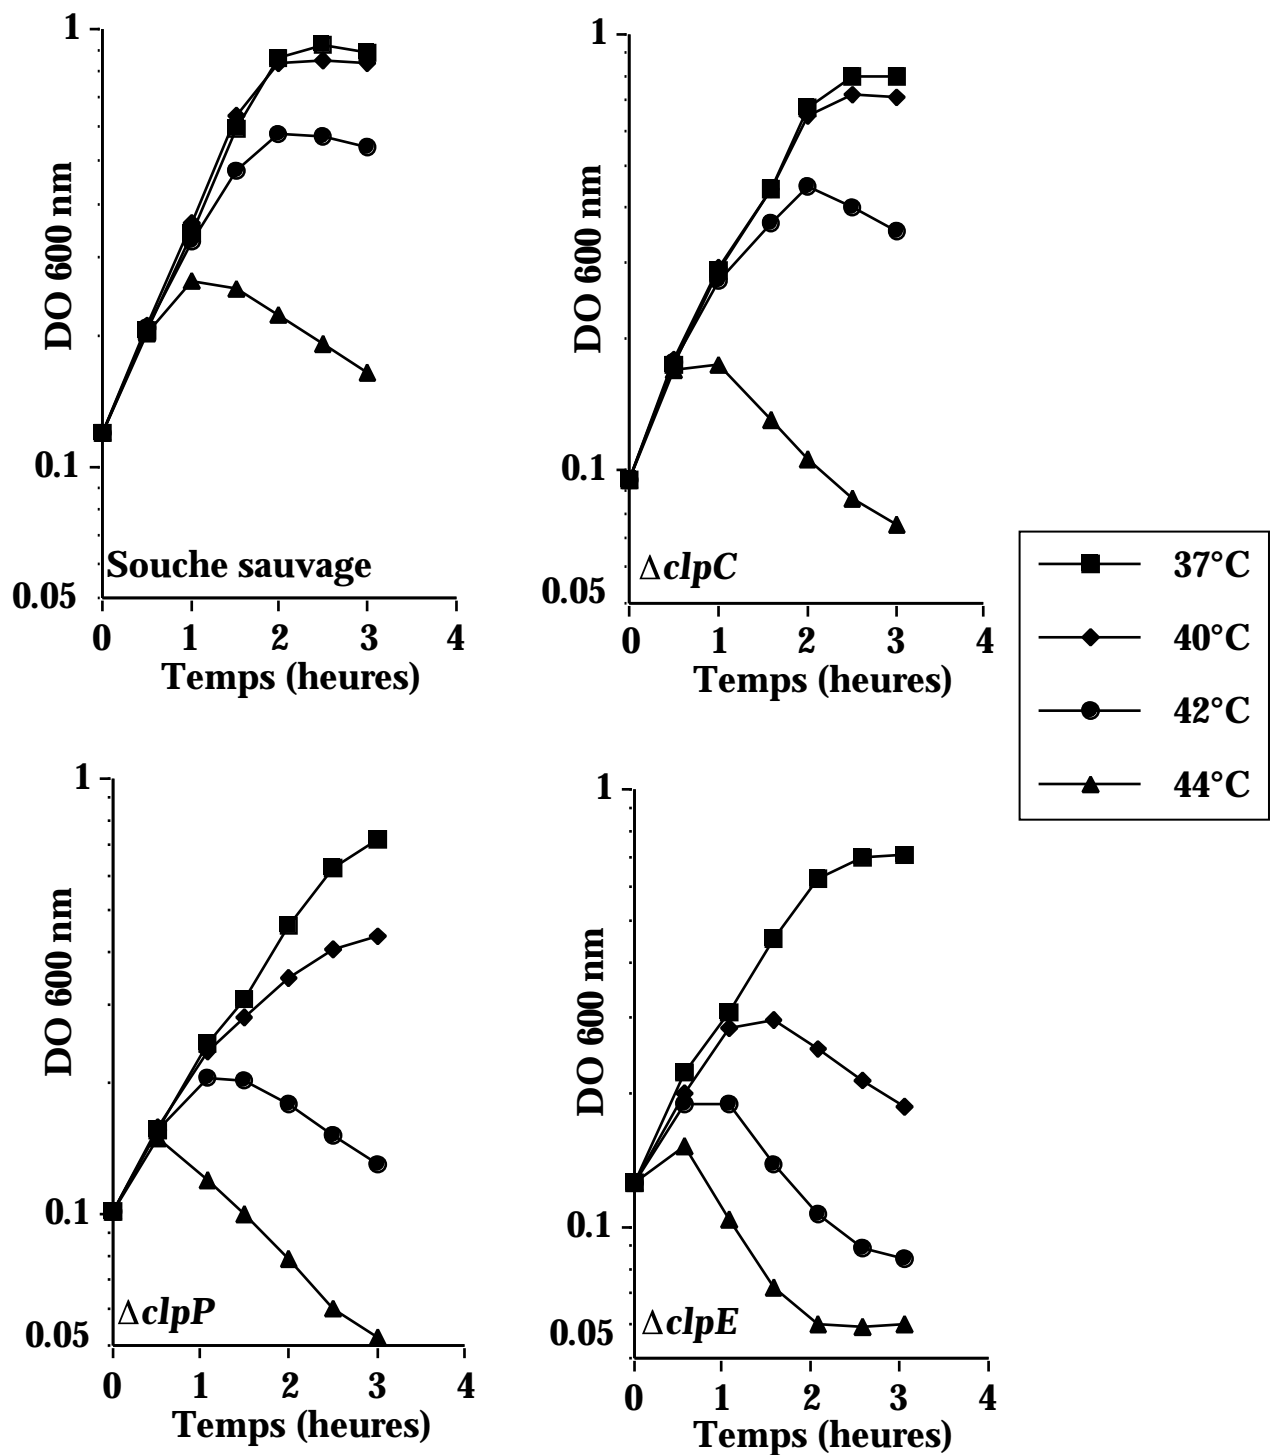 1
0.1
0.05
DO 600 nm
Souche sauvage
0 1 2 3 4
Temps (heures)
1
0.1
0.05
DO 600 nm
ΔclpC
0 1 2 3 4
Temps (heures)
37°C
40°C
42°C
44°C
1
0.1
0.05
DO 600 nm
ΔclpP
0 1 2 3 4
Temps (heures)
1
0.1
0.05
DO 600 nm
ΔclpE
0 1 2 3 4
Temps (heures)